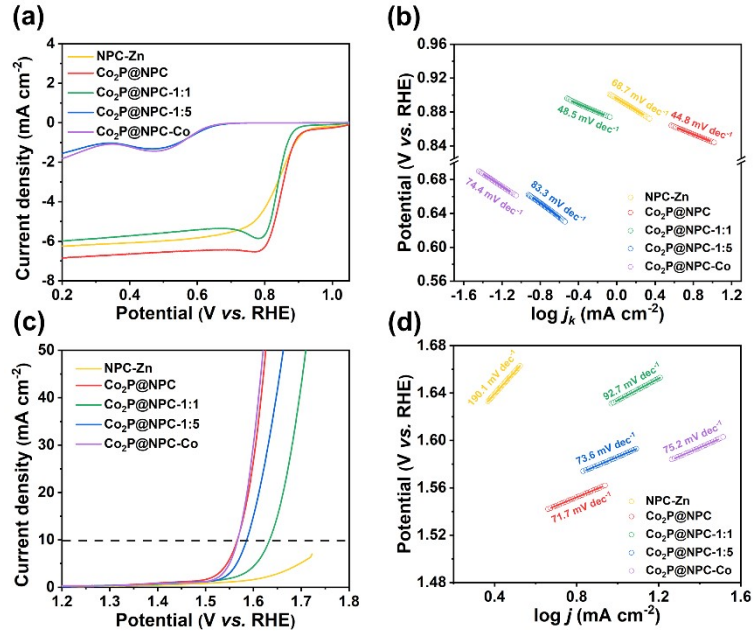 (a)
Current density (mA cm⁻²)
4
2
0
-2
-4
-6
-8
0.2
0.4
0.6
0.8
1.0
Potential (V vs. RHE)
NPC-Zn
Co₂P@NPC
Co₂P@NPC-1:1
Co₂P@NPC-1:5
Co₂P@NPC-Co
(b)
Potential (V vs. RHE)
0.96
0.92
0.88
0.84
0.68
0.64
0.60
0.56
-1.6
-1.2
-0.8
-0.4
0.0
0.4
0.8
1.2
log jₖ (mA cm⁻²)
68.7 mV dec⁻¹
48.5 mV dec⁻¹
44.8 mV dec⁻¹
74.4 mV dec⁻¹
83.3 mV dec⁻¹
NPC-Zn
Co₂P@NPC
Co₂P@NPC-1:1
Co₂P@NPC-1:5
Co₂P@NPC-Co
(c)
Current density (mA cm⁻²)
50
40
30
20
10
0
1.2
1.3
1.4
1.5
1.6
1.7
1.8
Potential (V vs. RHE)
NPC-Zn
Co₂P@NPC
Co₂P@NPC-1:1
Co₂P@NPC-1:5
Co₂P@NPC-Co
(d)
Potential (V vs. RHE)
1.68
1.64
1.60
1.56
1.52
1.48
0.4
0.8
1.2
1.6
log j (mA cm⁻²)
190.1 mV dec⁻¹
92.7 mV dec⁻¹
73.6 mV dec⁻¹
75.2 mV dec⁻¹
71.7 mV dec⁻¹
NPC-Zn
Co₂P@NPC
Co₂P@NPC-1:1
Co₂P@NPC-1:5
Co₂P@NPC-Co